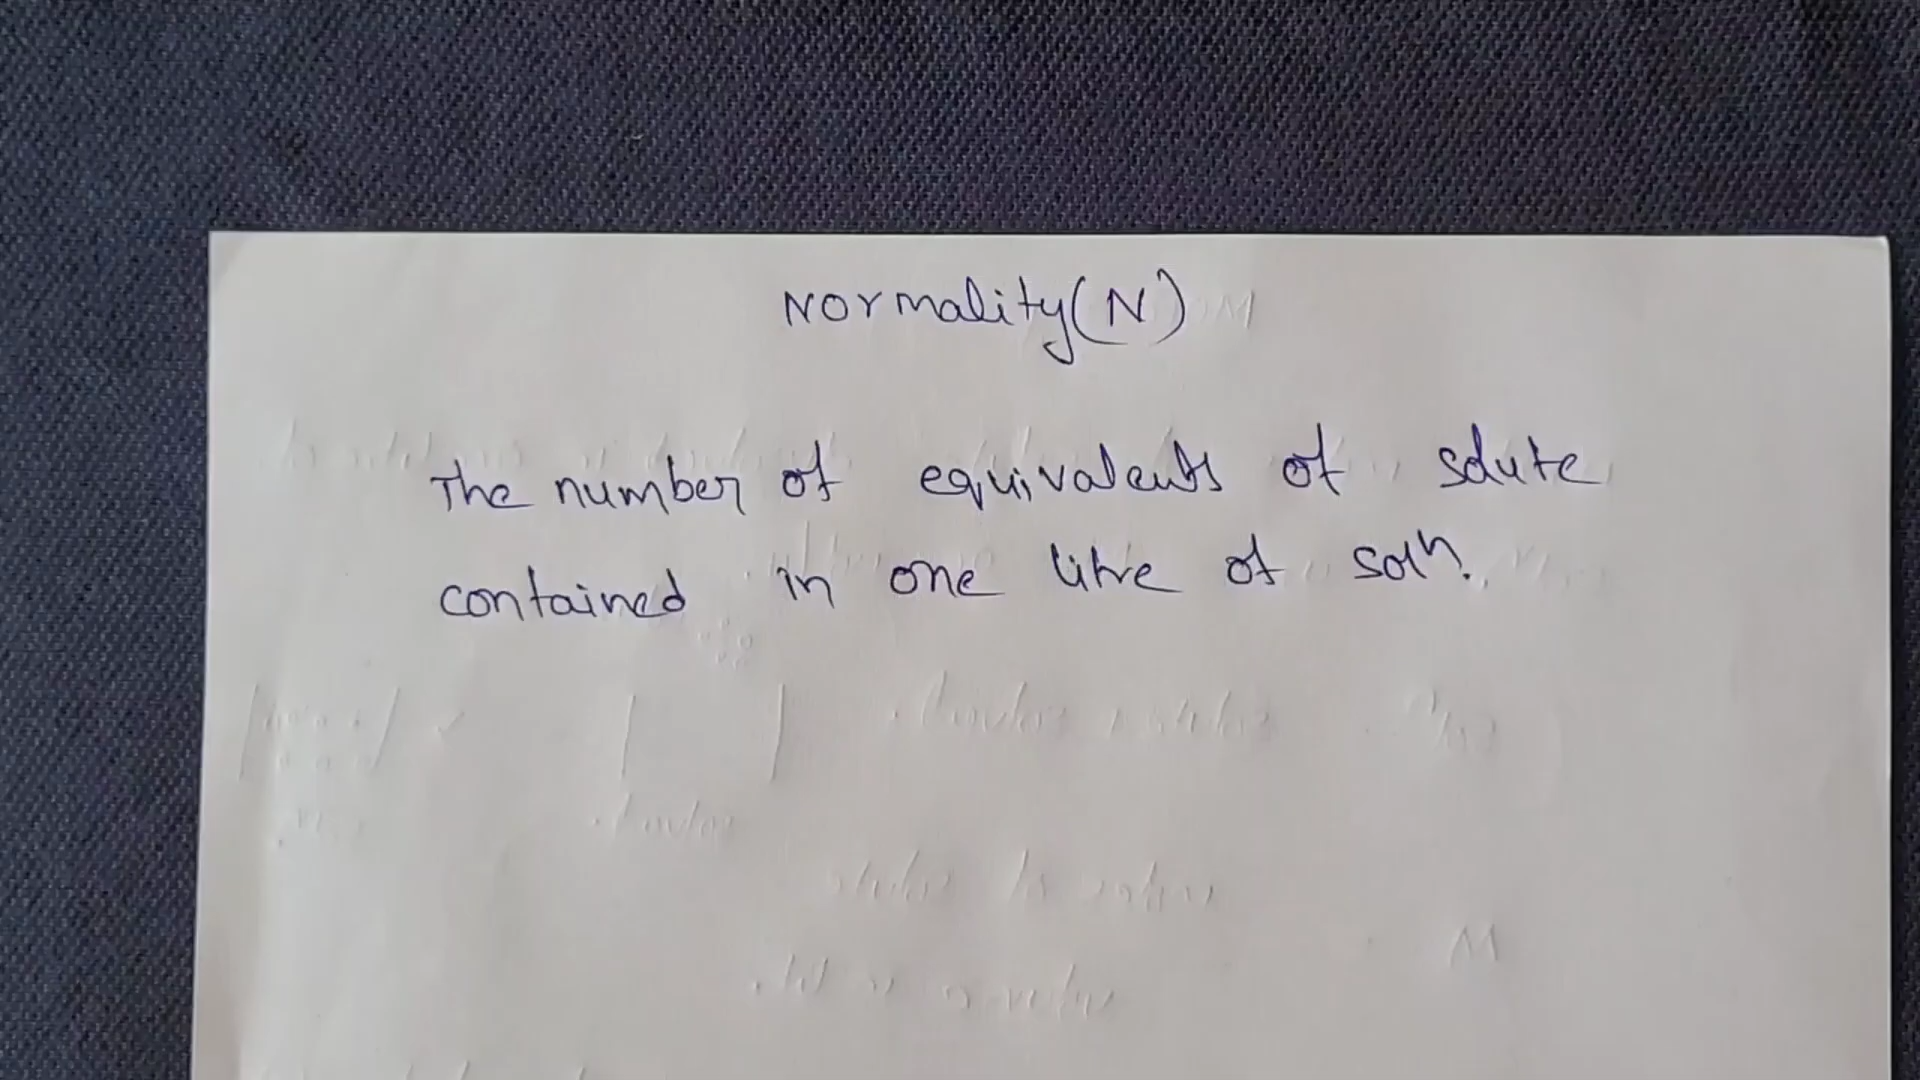 Normality(N)
The number of equivalents of solute
contained in one litre of soln.